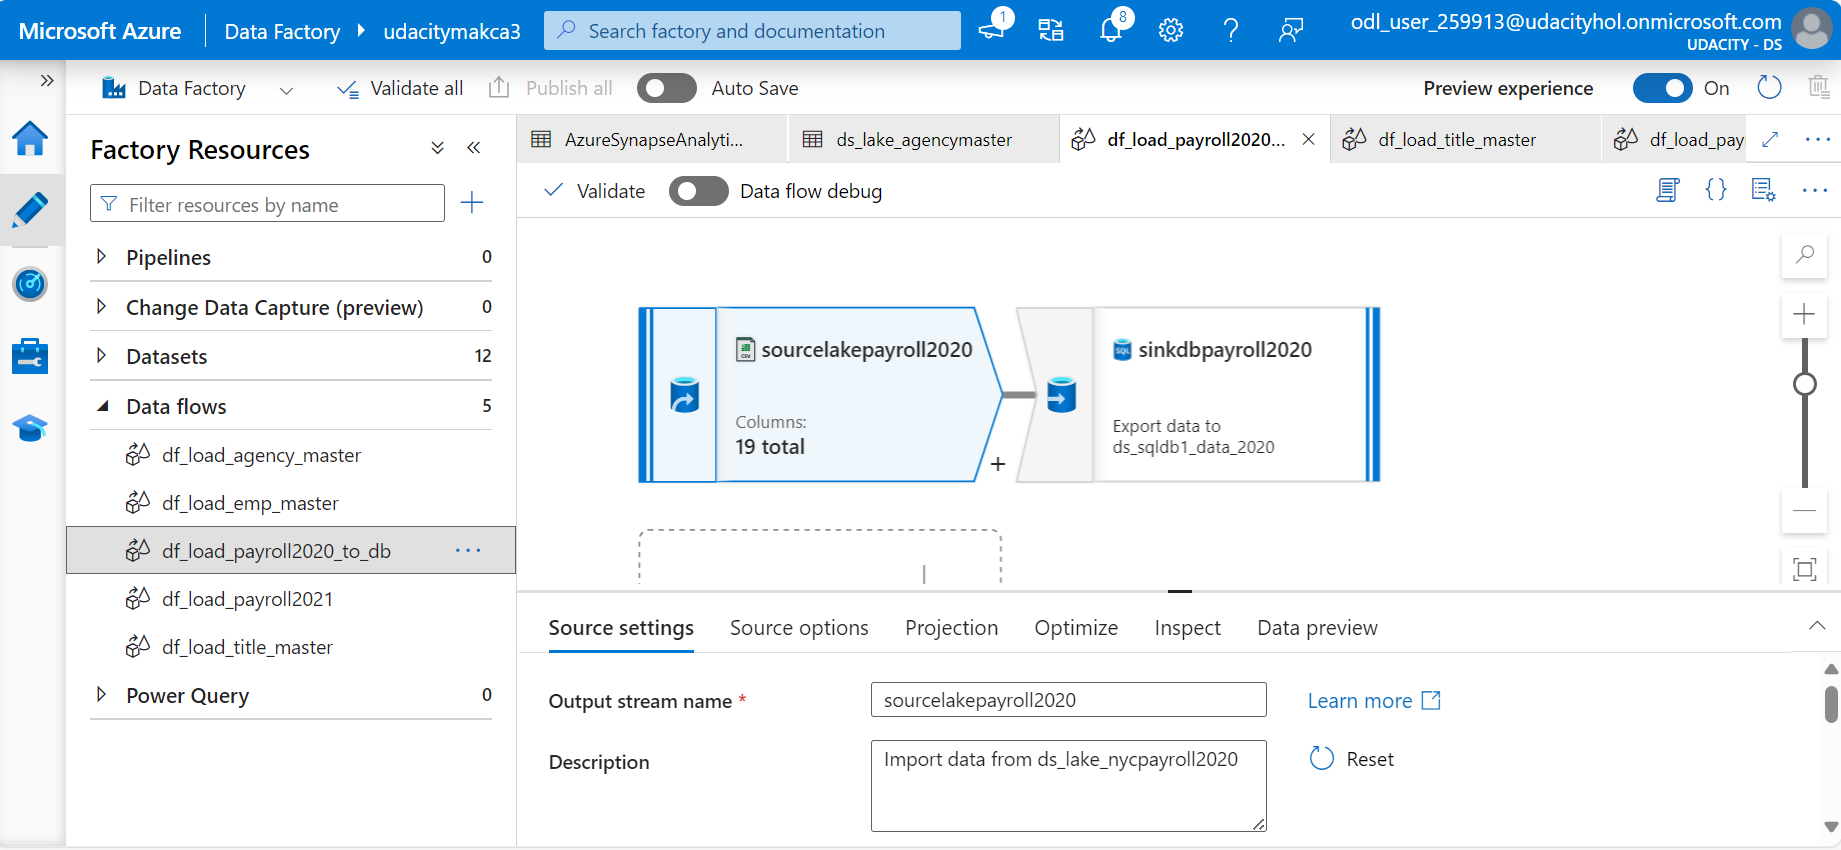 Microsoft Azure
Data Factory
udacitymakca3
Search factory and documentation
1
8
odl_user_259913@udacityhol.onmicrosoft.com
UDACITY - DS
Data Factory
Validate all
Publish all
Auto Save
Preview experience
On
Factory Resources
Filter resources by name
Pipelines 0
Change Data Capture (preview) 0
Datasets 12
Data flows 5
df_load_agency_master
df_load_emp_master
df_load_payroll2020_to_db
df_load_payroll2021
df_load_title_master
Power Query 0
AzureSynapseAnalyti...
ds_lake_agencymaster
df_load_payroll2020...
df_load_title_master
df_load_pay
Validate
Data flow debug
CSV
sourcelakepayroll2020
Columns:
19 total
+
SQL
sinkdbpayroll2020
Export data to
ds_sqldb1_data_2020
Source settings
Source options
Projection
Optimize
Inspect
Data preview
Output stream name *
sourcelakepayroll2020
Learn more
Description
Import data from ds_lake_nycpayroll2020
Reset